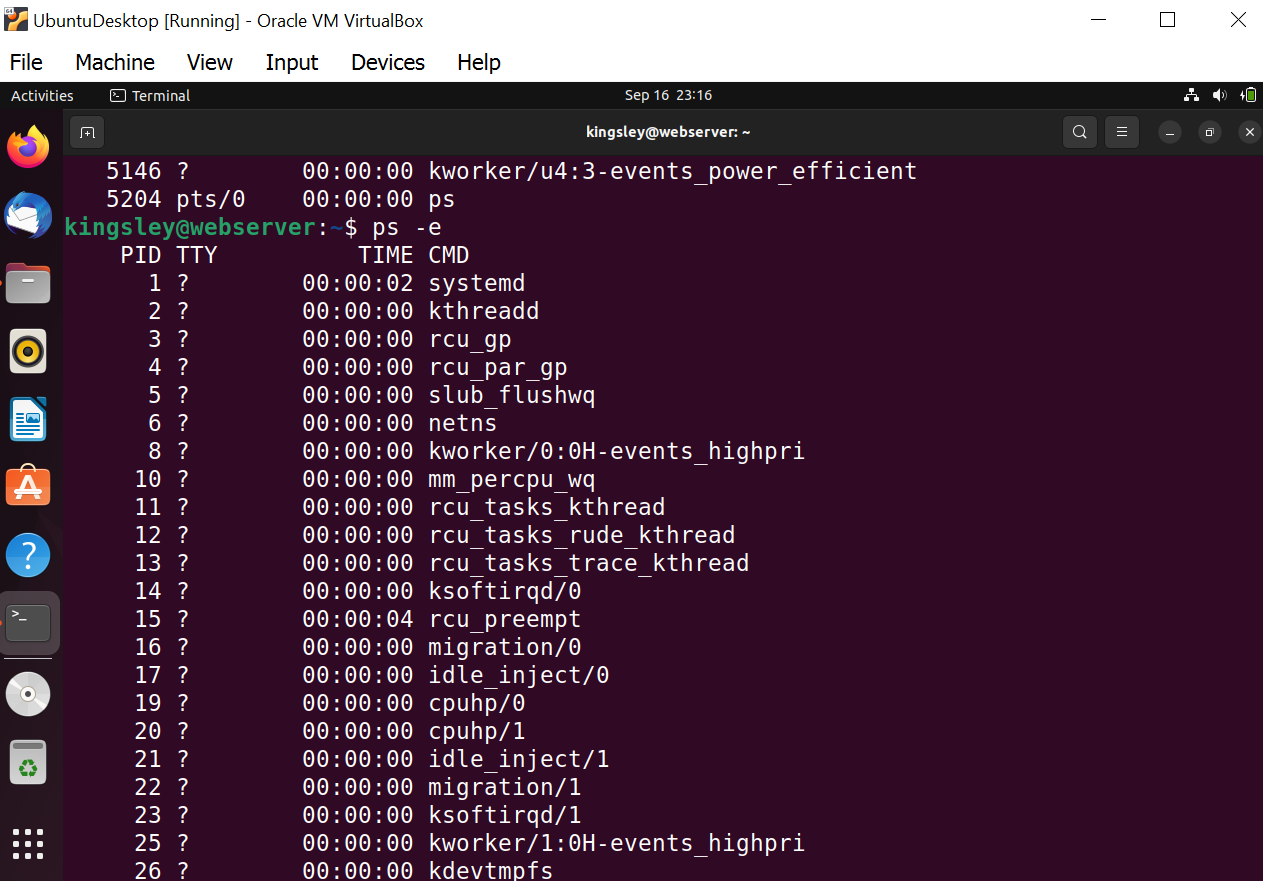 UbuntuDesktop [Running] - Oracle VM VirtualBox
File Machine View Input Devices Help
Activities Terminal Sep 16 23:16
kingsley@webserver: ~
5146 ? 00:00:00 kworker/u4:3-events_power_efficient
5204 pts/0 00:00:00 ps
kingsley@webserver:~$ ps -e
PID TTY TIME CMD
1 ? 00:00:02 systemd
2 ? 00:00:00 kthreadd
3 ? 00:00:00 rcu_gp
4 ? 00:00:00 rcu_par_gp
5 ? 00:00:00 slub_flushwq
6 ? 00:00:00 netns
8 ? 00:00:00 kworker/0:0H-events_highpri
10 ? 00:00:00 mm_percpu_wq
11 ? 00:00:00 rcu_tasks_kthread
12 ? 00:00:00 rcu_tasks_rude_kthread
13 ? 00:00:00 rcu_tasks_trace_kthread
14 ? 00:00:00 ksoftirqd/0
15 ? 00:00:04 rcu_preempt
16 ? 00:00:00 migration/0
17 ? 00:00:00 idle_inject/0
19 ? 00:00:00 cpuhp/0
20 ? 00:00:00 cpuhp/1
21 ? 00:00:00 idle_inject/1
22 ? 00:00:00 migration/1
23 ? 00:00:00 ksoftirqd/1
25 ? 00:00:00 kworker/1:0H-events_highpri
26 ? 00:00:00 kdevtmpfs